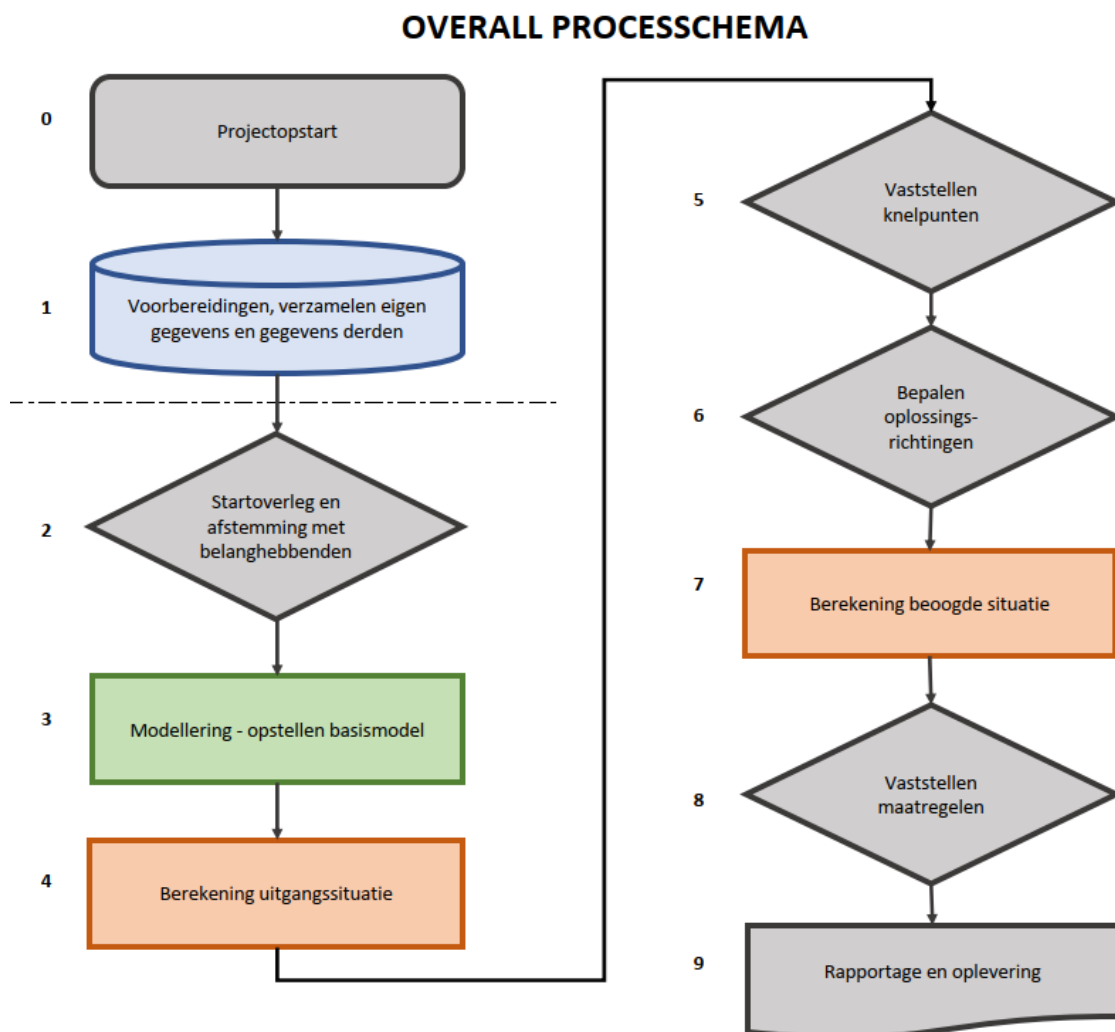 OVERALL PROCESSCHEMA
0
Projectopstart
1
Voorbereidingen, verzamelen eigen
gegevens en gegevens derden
2
Startoverleg en
afstemming met
belanghebbenden
3
Modellering - opstellen basismodel
4
Berekening uitgangssituatie
5
Vaststellen
knelpunten
6
Bepalen
oplossings-
richtingen
7
Berekening beoogde situatie
8
Vaststellen
maatregelen
9
Rapportage en oplevering